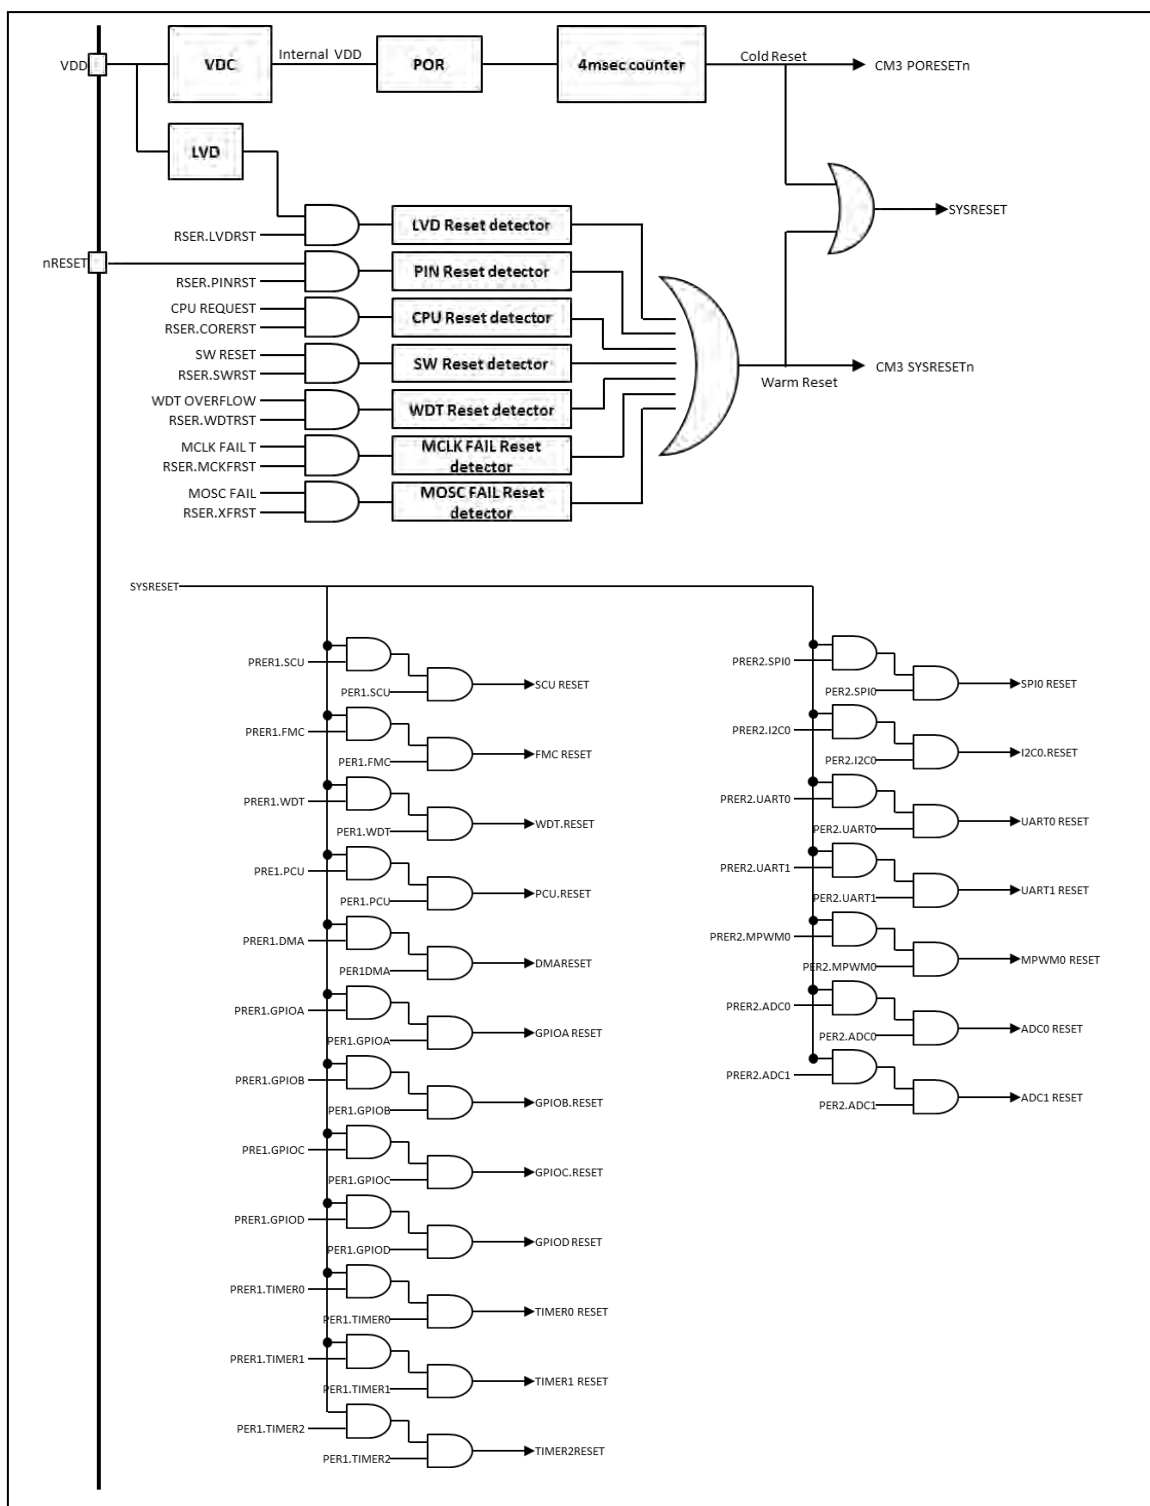 VDD
VDC
Internal VDD
POR
4msec counter
Cold Reset
CM3 PORESETn
LVD
SYSRESET
RSER.LVDRST
LVD Reset detector
nRESET
RSER.PINRST
PIN Reset detector
CPU REQUEST
RSER.CORERST
CPU Reset detector
SW RESET
RSER.SWRST
SW Reset detector
CM3 SYSRESETn
Warm Reset
WDT OVERFLOW
RSER.WDTRST
WDT Reset detector
MCLK FAIL T
RSER.MCKFRST
MCLK FAIL Reset
detector
MOSC FAIL
RSER.XFRST
MOSC FAIL Reset
detector
SYSRESET
PRER1.SCU
PER1.SCU
SCU RESET
PRER1.FMC
PER1.FMC
FMC RESET
PRER1.WDT
PER1.WDT
WDT.RESET
PRE1.PCU
PER1.PCU
PCU.RESET
PRER1.DMA
PER1DMA
DMARESET
PRER1.GPIOA
PER1.GPIOA
GPIOA RESET
PRER1.GPIOB
PER1.GPIOB
GPIOB.RESET
PRE1.GPIOC
PER1.GPIOC
GPIOC.RESET
PRER1.GPIOD
PER1.GPIOD
GPIOD RESET
PRER1.TIMER0
PER1.TIMER0
TIMER0 RESET
PRER1.TIMER1
PER1.TIMER1
TIMER1 RESET
PER1.TIMER2
PER1.TIMER2
TIMER2RESET
PRER2.SPI0
PER2.SPI0
SPI0 RESET
PRER2.I2C0
PER2.I2C0
I2C0.RESET
PRER2.UART0
PER2.UART0
UART0 RESET
PRER2.UART1
PER2.UART1
UART1 RESET
PRER2.MPWM0
PER2.MPWM0
MPWM0 RESET
PRER2.ADC0
PER2.ADC0
ADC0 RESET
PRER2.ADC1
PER2.ADC1
ADC1 RESET